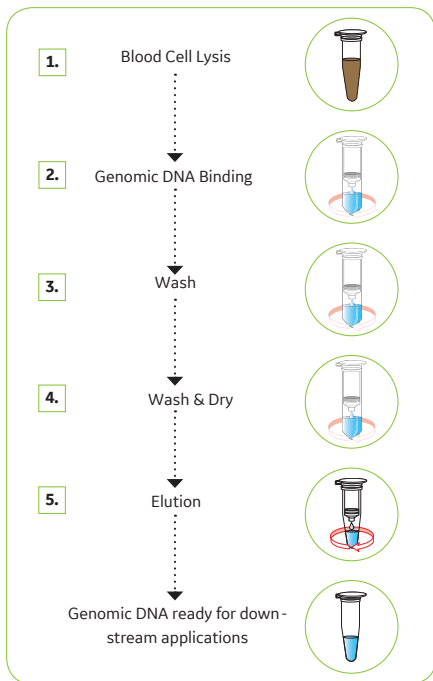 1.
Blood Cell Lysis
2.
Genomic DNA Binding
3.
Wash
4.
Wash & Dry
5.
Elution
Genomic DNA ready for down-
stream applications